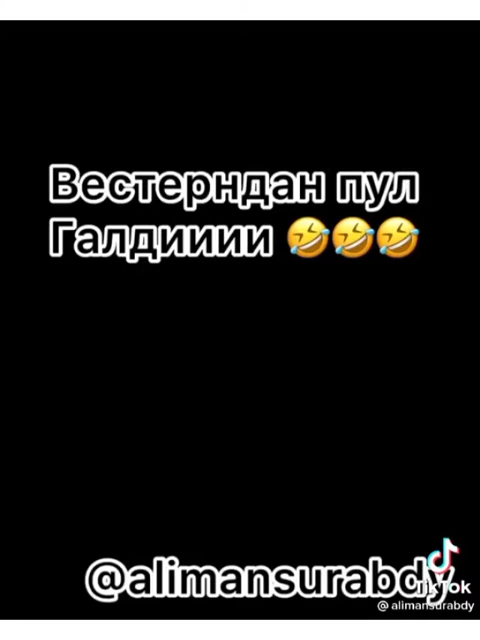 Вестерндан пул
Галдииии 🤣🤣🤣
@alimansurabdy
TikTok
@alimansurabdy